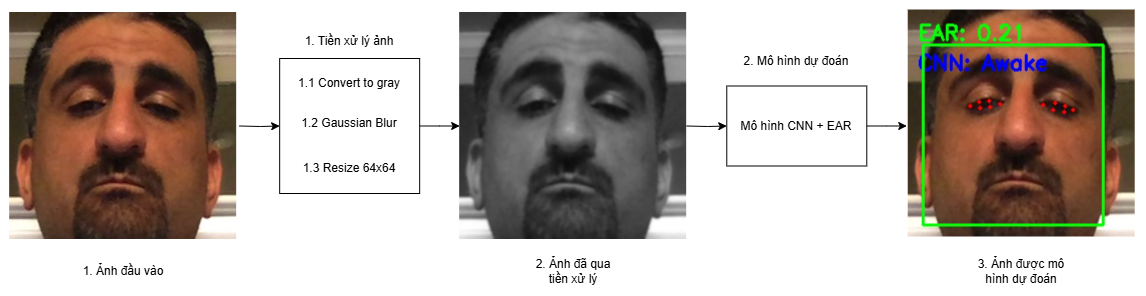 1. Tiền xử lý ảnh
1.1 Convert to gray
1.2 Gaussian Blur
1.3 Resize 64x64
2. Mô hình dự đoán
Mô hình CNN + EAR
EAR: 0.21
CNN: Awake
1. Ảnh đầu vào
2. Ảnh đã qua
tiền xử lý
3. Ảnh được mô
hình dự đoán